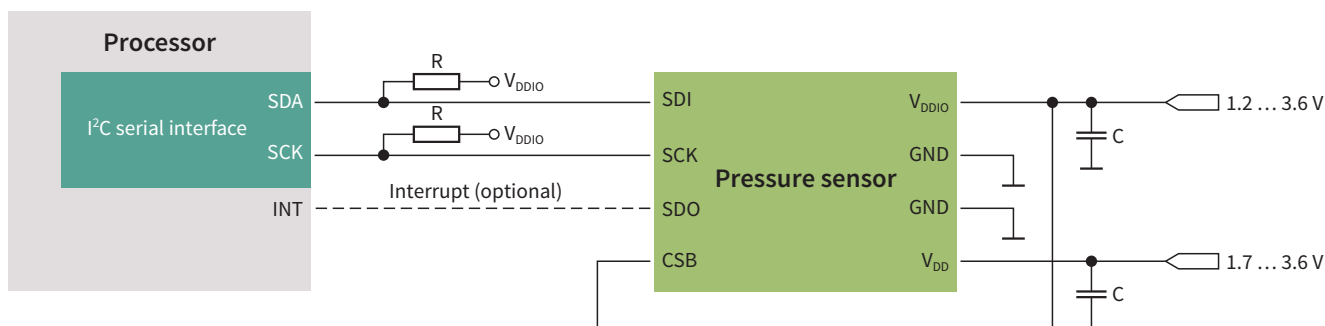 Processor
I²C serial interface
SDA
SCK
INT
R
V_DDIO
R
V_DDIO
Interrupt (optional)
Pressure sensor
SDI
SCK
SDO
CSB
V_DDIO
GND
GND
V_DD
C
1.2 … 3.6 V
C
1.7 … 3.6 V